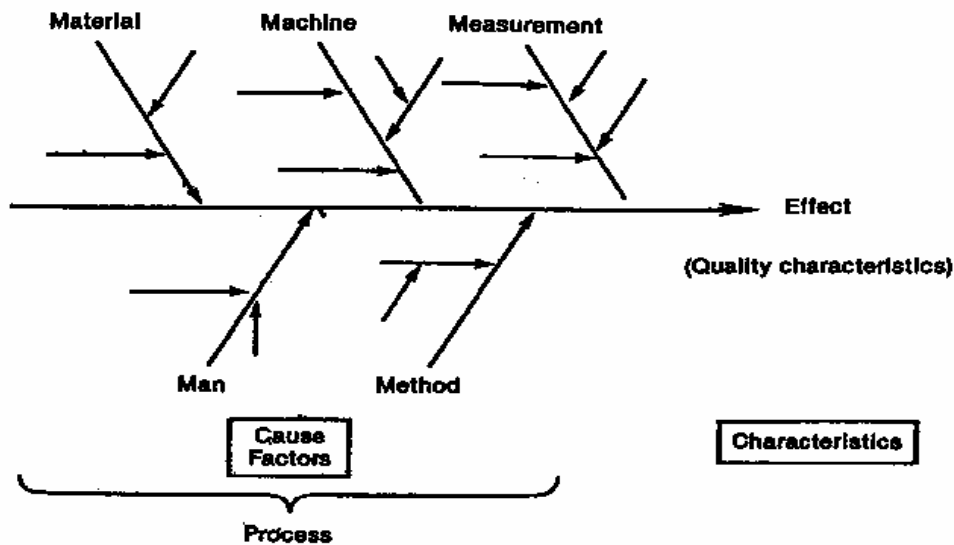 Material
Machine
Measurement
Effect
(Quality characteristics)
Man
Method
Cause
Factors
Characteristics
Process